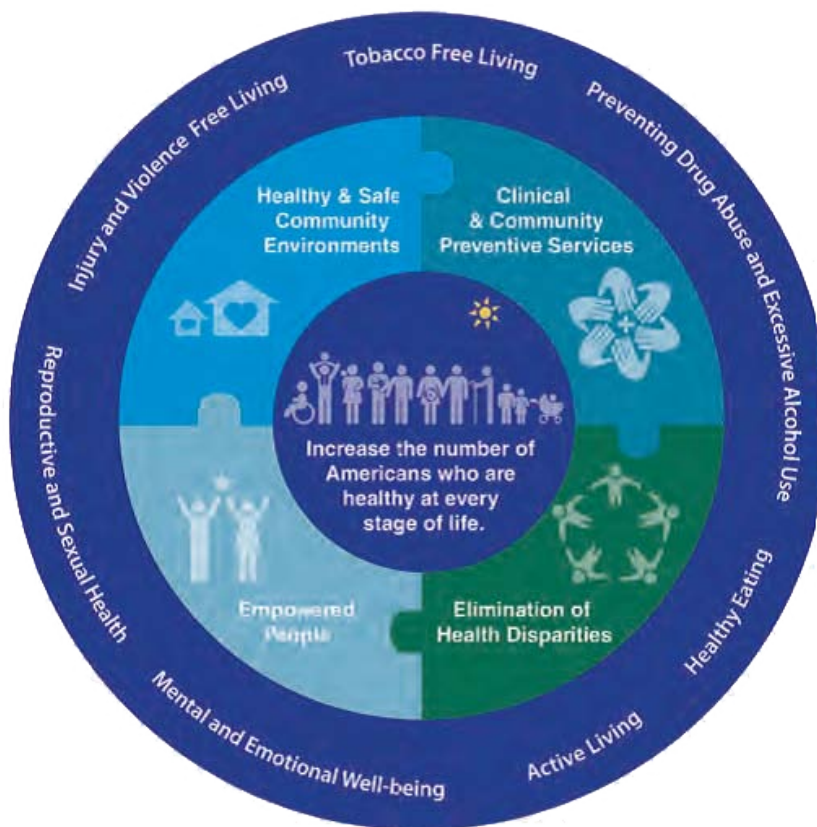 Tobacco Free Living
Preventing Drug Abuse and Excessive Alcohol Use
Healthy Eating
Active Living
Mental and Emotional Well-being
Reproductive and Sexual Health
Injury and Violence Free Living
Healthy & Safe
Community
Environments
Clinical
& Community
Preventive Services
Increase the number of
Americans who are
healthy at every
stage of life.
Empowered
People
Elimination of
Health Disparities